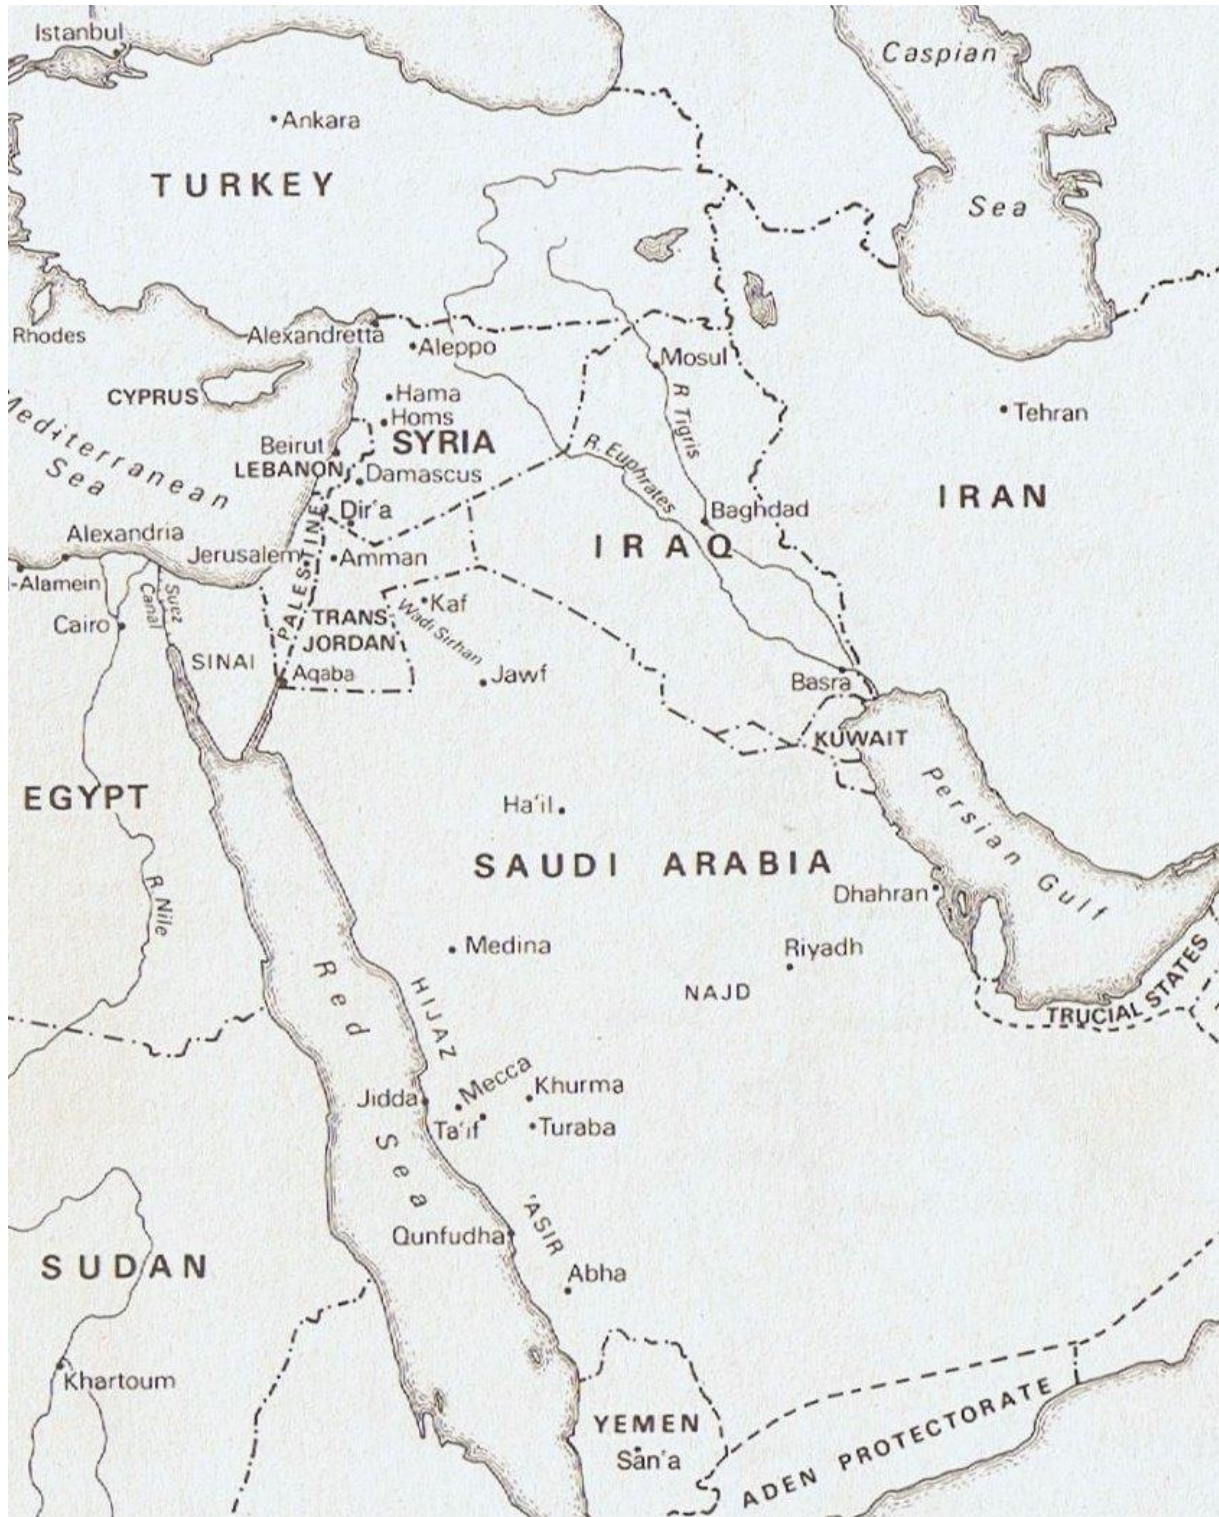 Istanbul
Caspian
Ankara
TURKEY
Sea
Rhodes
Alexandretta
Aleppo
Mosul
CYPRUS
Hama
Homs
R Tigris
Tehran
Mediterranean
Sea
Beirut
SYRIA
LEBANON
Damascus
R. Euphrates
IRAN
Dir'a
Baghdad
Alexandria
Jerusalem
Amman
IRAQ
-Alamein
Suez
Canal
PALESTINE
Kaf
Cairo
TRANS
JORDAN
Wadi Sirhan
SINAI
Aqaba
Jawf
Basra
KUWAIT
EGYPT
Ha'il
Persian Gulf
SAUDI ARABIA
Dhahran
R Nile
Medina
Riyadh
Red
Sea
HIJAZ
NAJD
TRUCIAL STATES
Mecca
Khurma
Jidda
Ta'if
Turaba
'ASIR
Qunfudha
SUDAN
Abha
Khartoum
YEMEN
San'a
ADEN PROTECTORATE